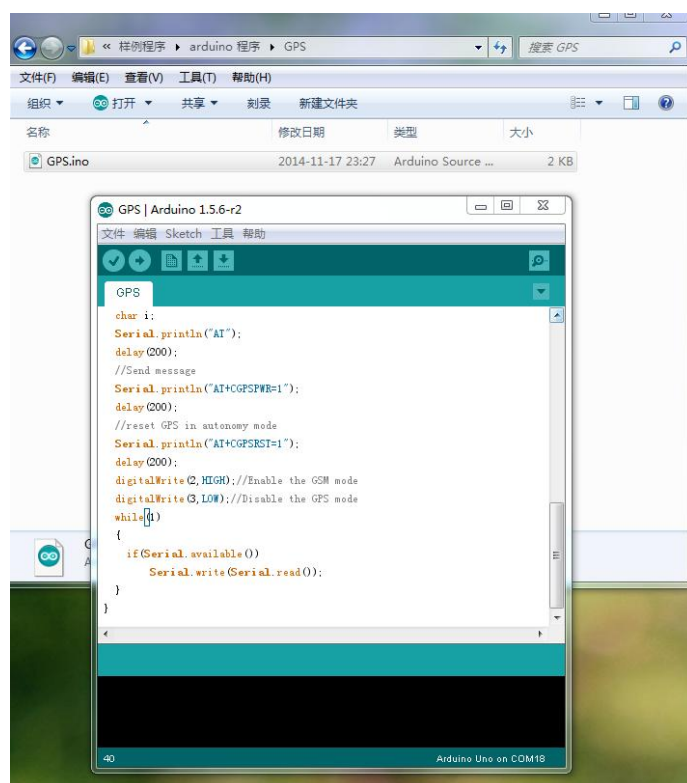 « 样例程序 ▸ arduino 程序 ▸ GPS
搜索 GPS
文件(F) 编辑(E) 查看(V) 工具(T) 帮助(H)
组织 打开 共享 刻录 新建文件夹
名称 修改日期 类型 大小
GPS.ino 2014-11-17 23:27 Arduino Source ... 2 KB
GPS | Arduino 1.5.6-r2
文件 编辑 Sketch 工具 帮助
GPS
char i;
Serial.println("AT");
delay(200);
//Send message
Serial.println("AT+CGPSPWR=1");
delay(200);
//reset GPS in autonomy mode
Serial.println("AT+CGPSRST=1");
delay(200);
digitalWrite(2,HIGH);//Enable the GSM mode
digitalWrite(3,LOW);//Disable the GPS mode
while(1)
{
if(Serial.available())
Serial.write(Serial.read());
}
}
40 Arduino Uno on COM18